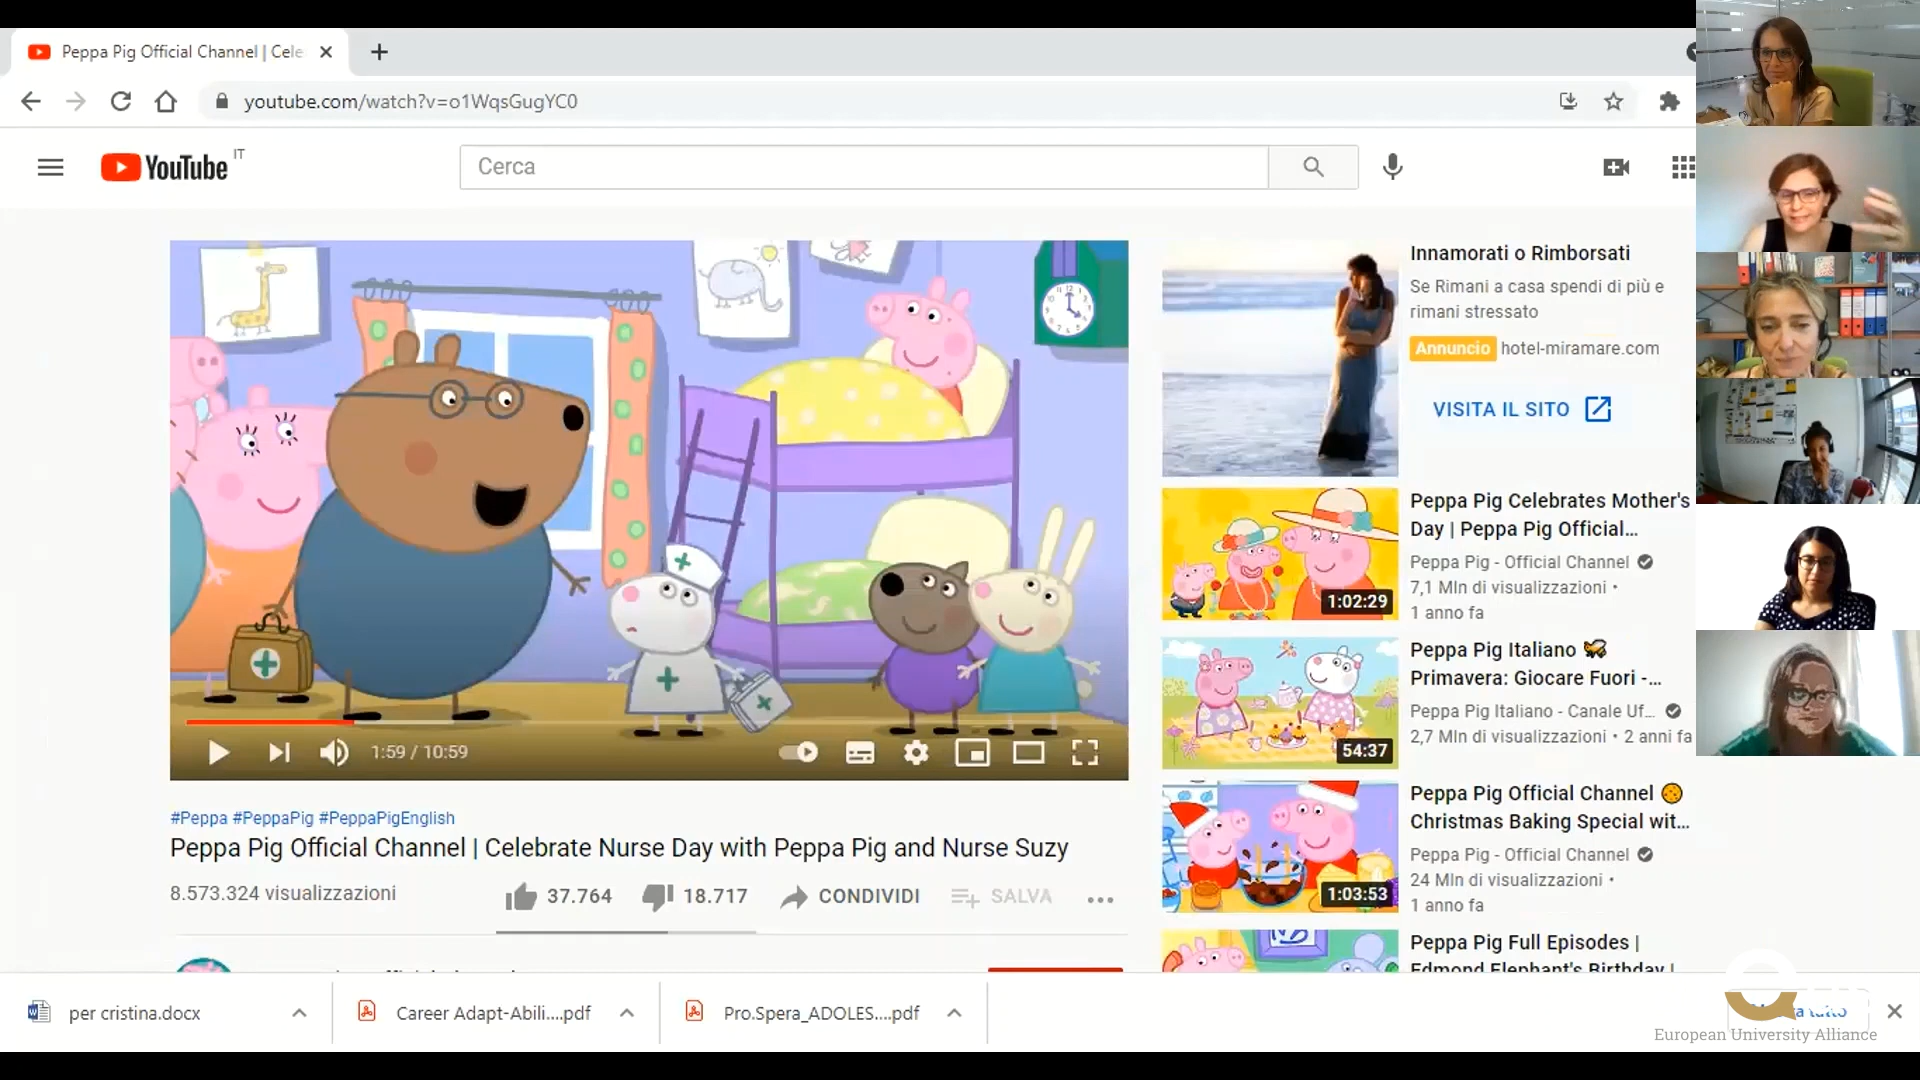 Peppa Pig Official Channel | Cele
youtube.com/watch?v=o1WqsGugYC0
YouTube IT
Cerca
1:59 / 10:59
#Peppa #PeppaPig #PeppaPigEnglish
Peppa Pig Official Channel | Celebrate Nurse Day with Peppa Pig and Nurse Suzy
8.573.324 visualizzazioni
37.764
18.717
CONDIVIDI
SALVA
Innamorati o Rimborsati
Se Rimani a casa spendi di più e
rimani stressato
Annuncio hotel-miramare.com
VISITA IL SITO
1:02:29
Peppa Pig Celebrates Mother's
Day | Peppa Pig Official...
Peppa Pig - Official Channel
7,1 Mln di visualizzazioni •
1 anno fa
54:37
Peppa Pig Italiano
Primavera: Giocare Fuori -...
Peppa Pig Italiano - Canale Uf...
2,7 Mln di visualizzazioni • 2 anni fa
1:03:53
Peppa Pig Official Channel
Christmas Baking Special wit...
Peppa Pig - Official Channel
24 Mln di visualizzazioni •
1 anno fa
Peppa Pig Full Episodes |
Edmond Elephant's Birthday |
per cristina.docx
Career Adapt-Abili....pdf
Pro.Spera_ADOLES....pdf
European University Alliance